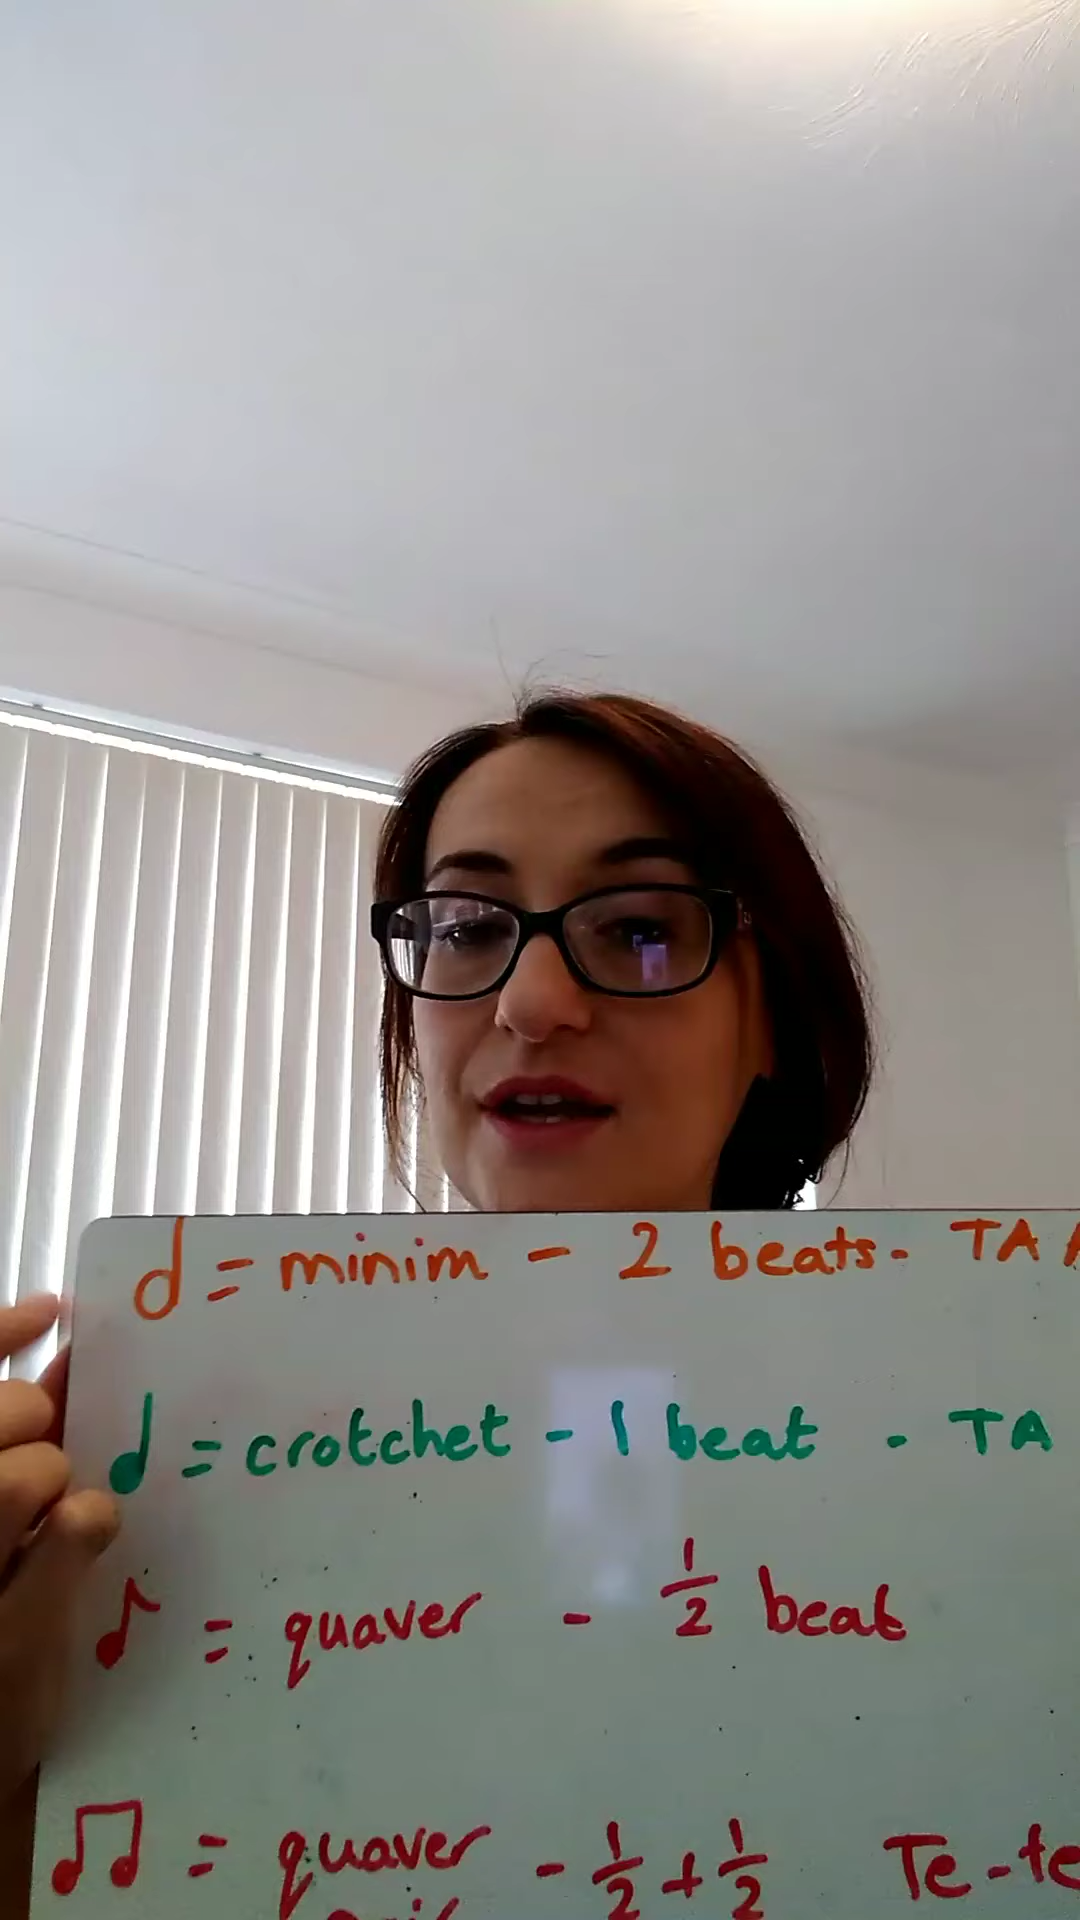 = minim - 2 beats - TA A
= crotchet - 1 beat - TA
= quaver - 1/2 beat
= quaver - 1/2 + 1/2 Te-te